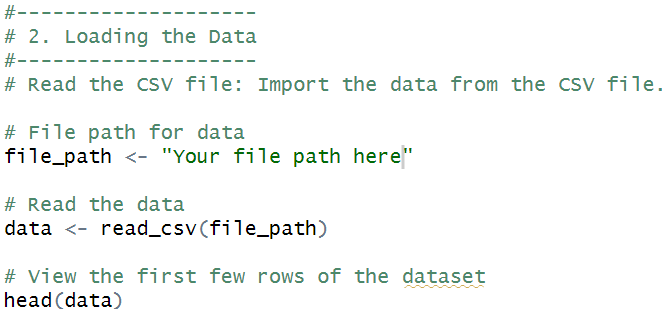 #--------------------
# 2. Loading the Data
#--------------------
# Read the CSV file: Import the data from the CSV file.
# File path for data
file_path <- "Your file path here"
# Read the data
data <- read_csv(file_path)
# View the first few rows of the dataset
head(data)